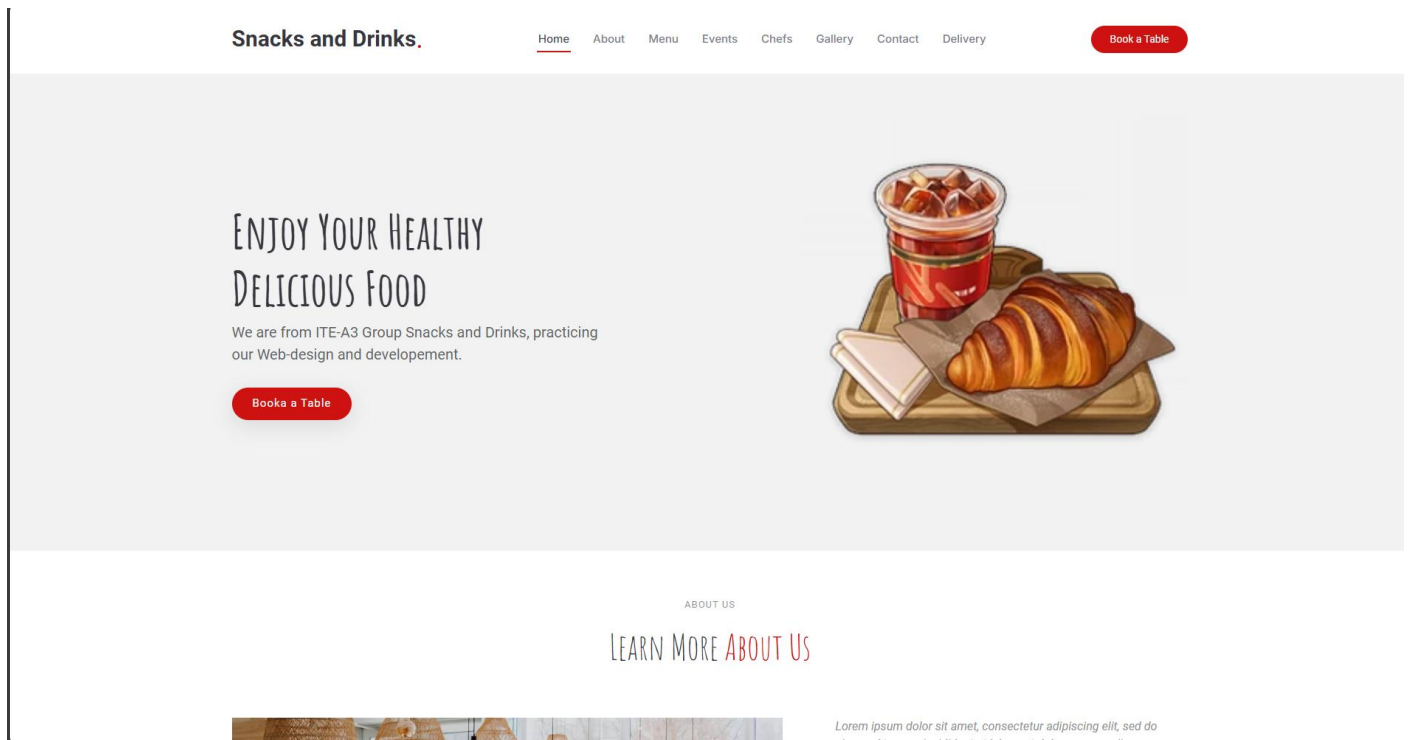 Snacks and Drinks.
Home About Menu Events Chefs Gallery Contact Delivery
Book a Table
Enjoy Your Healthy
Delicious Food
We are from ITE-A3 Group Snacks and Drinks, practicing
our Web-design and developement.
Booka a Table
ABOUT US
Learn More About Us
Lorem ipsum dolor sit amet, consectetur adipiscing elit, sed do